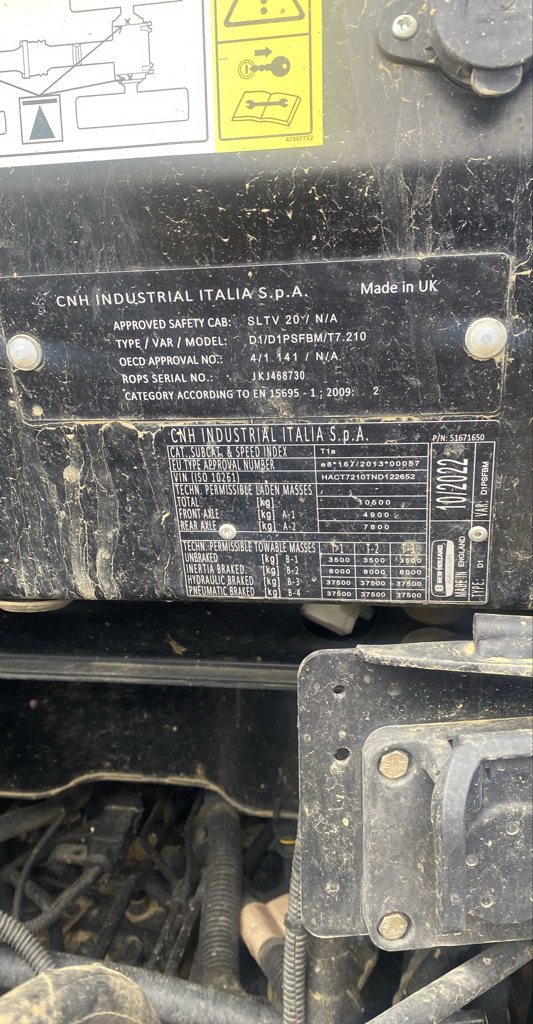 47967752
CNH INDUSTRIAL ITALIA S.p.A. Made in UK
APPROVED SAFETY CAB: SLTV 20 / N/A
TYPE / VAR / MODEL: D1/D1PSFBM/T7.210
OECD APPROVAL NO.: 4/1 141 / N/A
ROPS SERIAL NO.: JKJ468730
CATEGORY ACCORDING TO EN 15695 - 1 ; 2009: 2
CNH INDUSTRIAL ITALIA S.p.A. P/N: 51671650
CAT., SUBCAT. & SPEED INDEX T1a
EU TYPE APPROVAL NUMBER e8*167/2013*00057
VIN (ISO 10261) HACT7210TND122652
TECHN. PERMISSIBLE LADEN MASSES
TOTAL [kg] 10500
FRONT AXLE [kg] A-1 4900
REAR AXLE [kg] A-2 7800
TECHN. PERMISSIBLE TOWABLE MASSES T-1 T-2 T-3
UNBRAKED [kg] B-1 3500 3500 3500
INERTIA BRAKED [kg] B-2 8000 8000 8000
HYDRAULIC BRAKED [kg] B-3 37500 37500 37500
PNEUMATIC BRAKED [kg] B-4 37500 37500 37500
10/2022
NEW HOLLAND
MADE IN ENGLAND
TYPE: D1 VAR: D1PSFBM